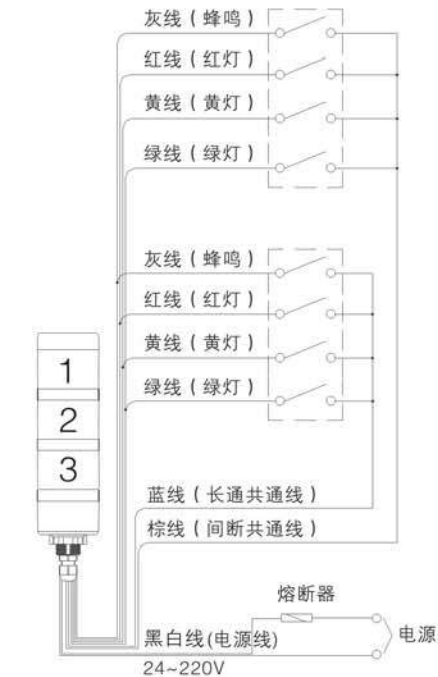 灰线（蜂鸣）
红线（红灯）
黄线（黄灯）
绿线（绿灯）
灰线（蜂鸣）
红线（红灯）
黄线（黄灯）
绿线（绿灯）
1
2
3
蓝线（长通共通线）
棕线（间断共通线）
熔断器
黑白线(电源线)
电源
24~220V